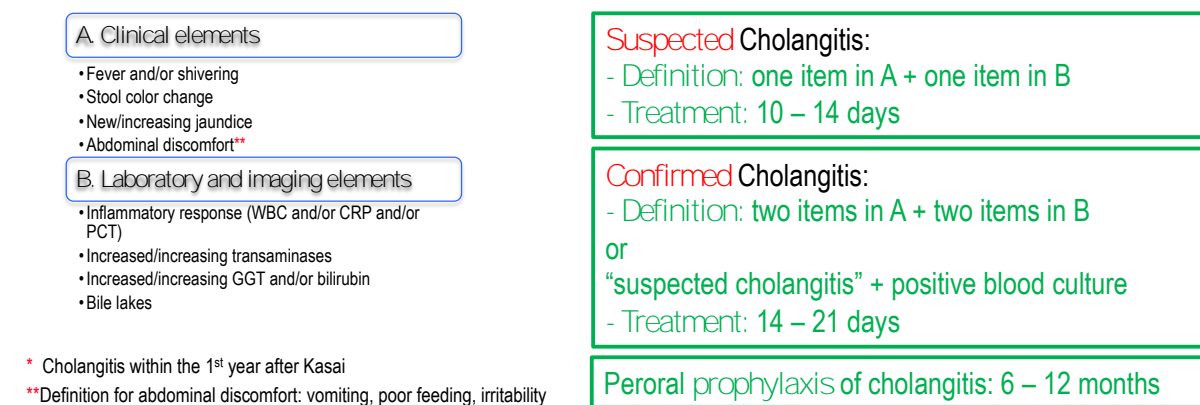 A. Clinical elements
•Fever and/or shivering
•Stool color change
•New/increasing jaundice
•Abdominal discomfort**
B. Laboratory and imaging elements
•Inflammatory response (WBC and/or CRP and/or
PCT)
•Increased/increasing transaminases
•Increased/increasing GGT and/or bilirubin
•Bile lakes
* Cholangitis within the 1st year after Kasai
**Definition for abdominal discomfort: vomiting, poor feeding, irritability
Suspected Cholangitis:
- Definition: one item in A + one item in B
- Treatment: 10 – 14 days
Confirmed Cholangitis:
- Definition: two items in A + two items in B
or
“suspected cholangitis” + positive blood culture
- Treatment: 14 – 21 days
Peroral prophylaxis of cholangitis: 6 – 12 months